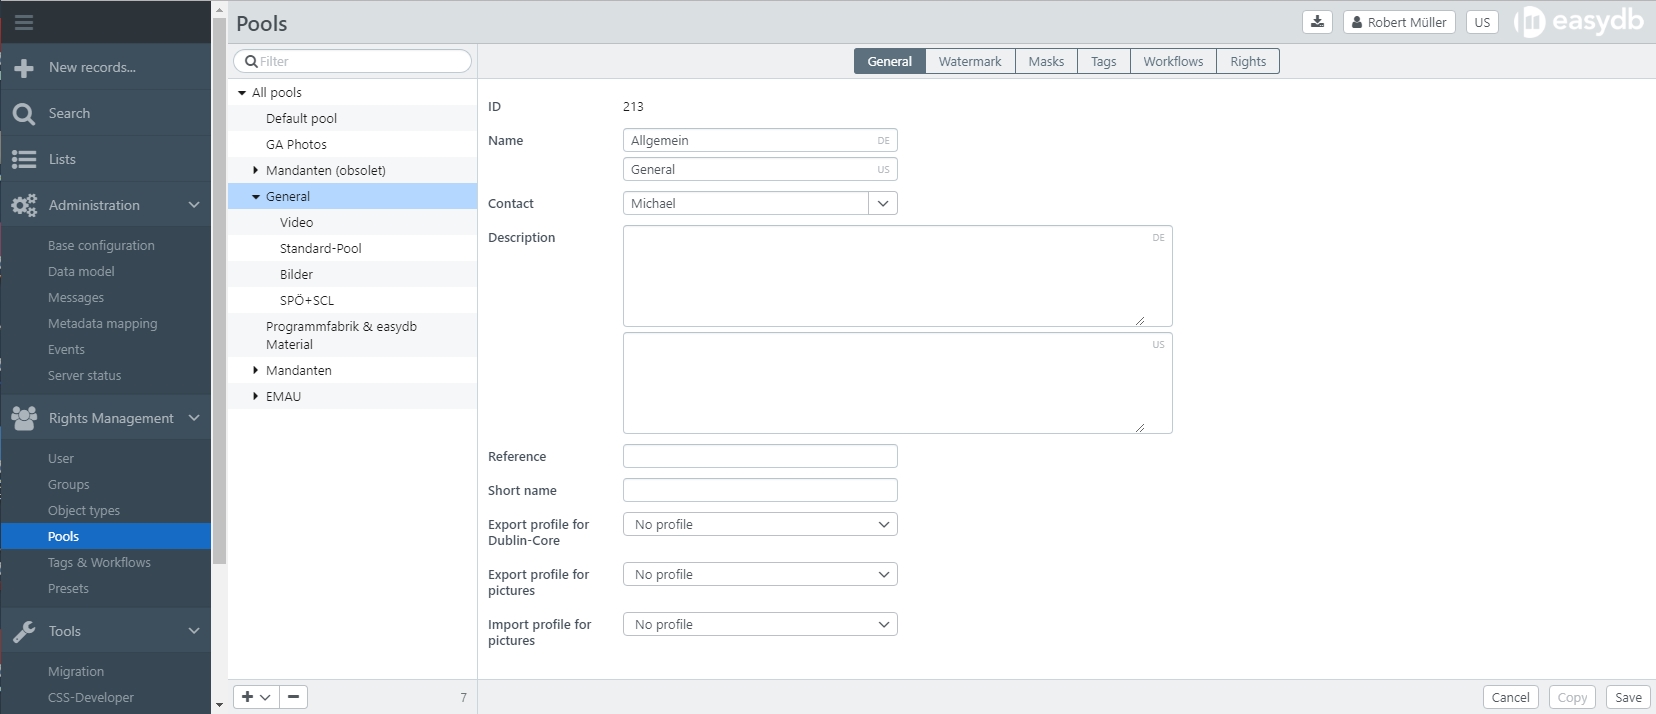 Pools
Robert Müller
US
easydb
New records...
Search
Lists
Administration
Base configuration
Data model
Messages
Metadata mapping
Events
Server status
Rights Management
User
Groups
Object types
Pools
Tags & Workflows
Presets
Tools
Migration
CSS-Developer
Filter
All pools
Default pool
GA Photos
Mandanten (obsolet)
General
Video
Standard-Pool
Bilder
SPÖ+SCL
Programmfabrik & easydb
Material
Mandanten
EMAU
7
General Watermark Masks Tags Workflows Rights
ID 213
Name Allgemein DE
General US
Contact Michael
Description DE
US
Reference
Short name
Export profile for
Dublin-Core
No profile
Export profile for
pictures
No profile
Import profile for
pictures
No profile
Cancel Copy Save